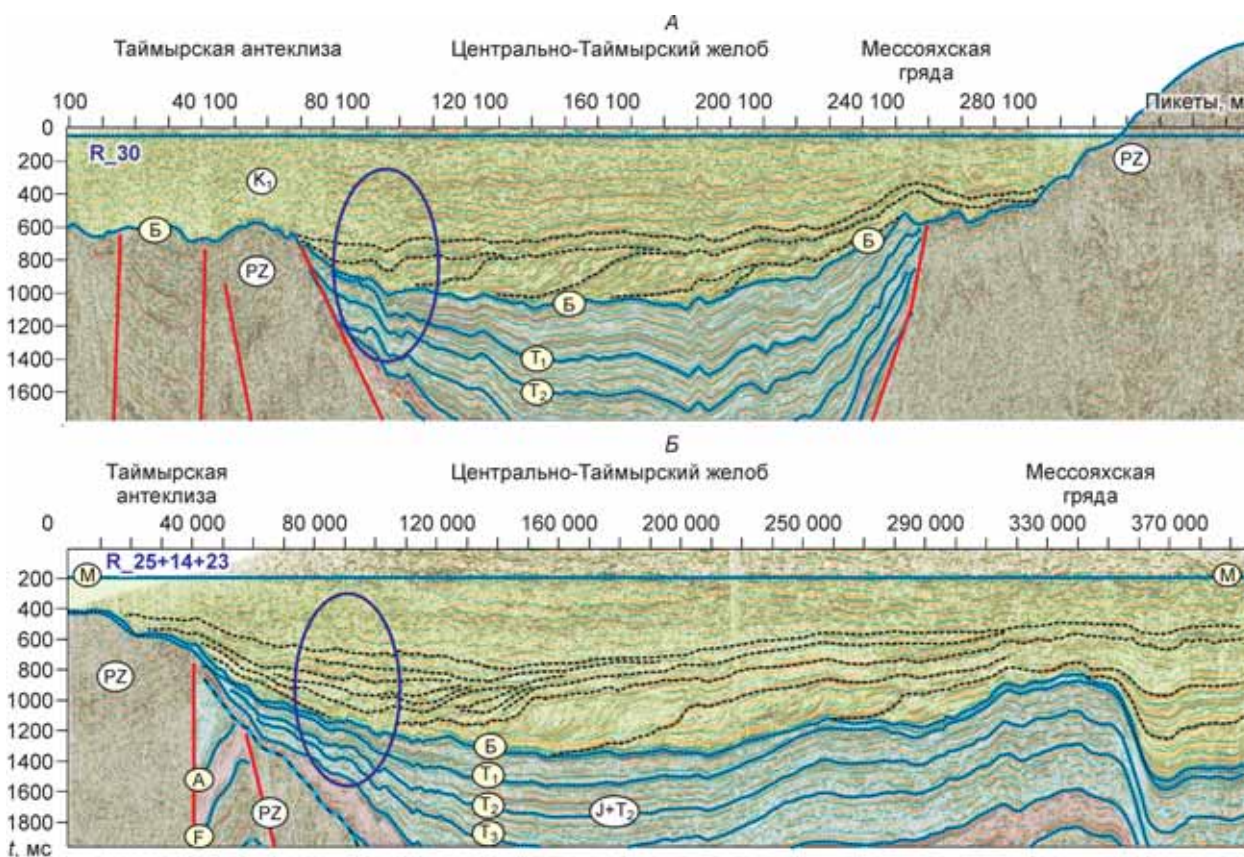 А
Таймырская антеклиза Центрально-Таймырский желоб Мессояхская
гряда
100 40 100 80 100 120 100 160 100 200 100 240 100 280 100 Пикеты, м
0
R_30 PZ
200
K₁
400
600 Б Б
800 PZ
1000 Б
1200
1400 T₁
1600 T₂
Б
Таймырская Центрально-Таймырский желоб Мессояхская
антеклиза гряда
0 40 000 80 000 120 000 160 000 200 000 250 000 290 000 330 000 370 000
R_25+14+23
200 М М
400
600
800 PZ
1000
1200
1400 Б
1600 А T₁
1800 PZ T₂ J+T₂
F T₃
t, мс